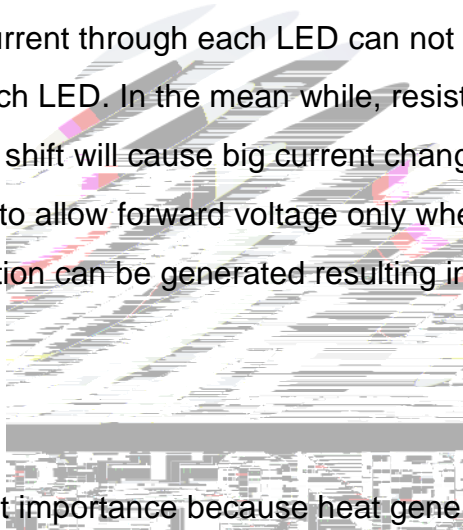 urrent through each LED can not
ch LED. In the mean while, resist
shift will cause big current chang
to allow forward voltage only whe
tion can be generated resulting in
t importance because heat gene